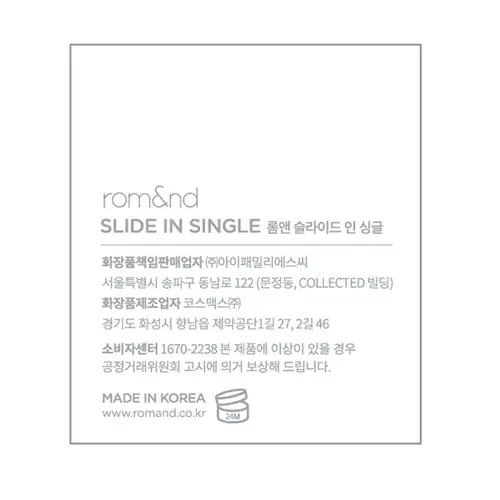 rom&nd
SLIDE IN SINGLE 롬앤 슬라이드 인 싱글
화장품책임판매업자 ㈜아이패밀리에스씨
서울특별시 송파구 동남로 122 (문정동, COLLECTED 빌딩)
화장품제조업자 코스맥스㈜
경기도 화성시 향남읍 제약공단1길 27, 2길 46
소비자센터 1670-2238 본 제품에 이상이 있을 경우
공정거래위원회 고시에 의거 보상해 드립니다.
MADE IN KOREA
www.romand.co.kr
24M